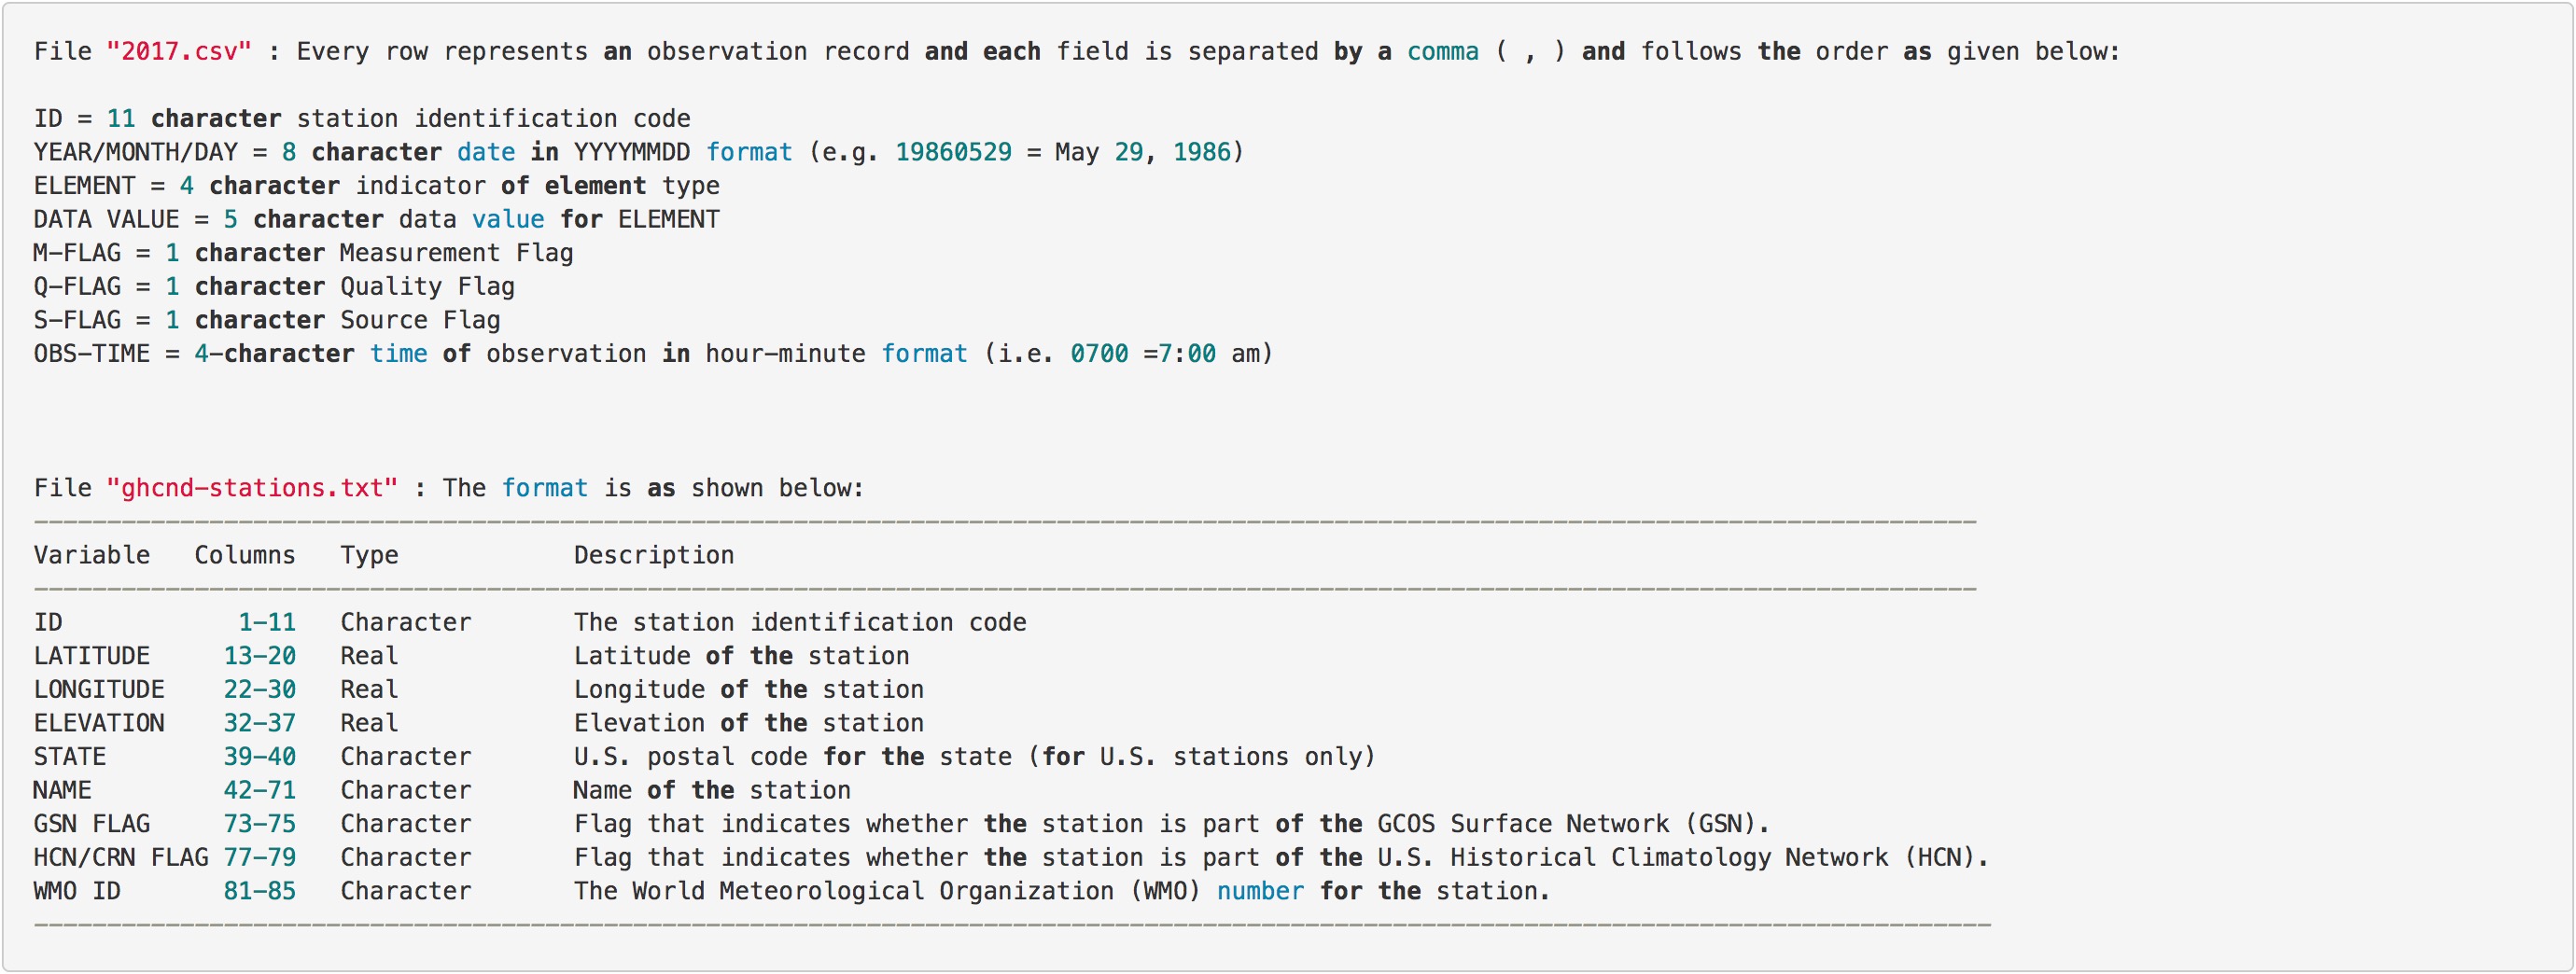 File "2017.csv" : Every row represents an observation record and each field is separated by a comma ( , ) and follows the order as given below:
ID = 11 character station identification code
YEAR/MONTH/DAY = 8 character date in YYYYMMDD format (e.g. 19860529 = May 29, 1986)
ELEMENT = 4 character indicator of element type
DATA VALUE = 5 character data value for ELEMENT
M-FLAG = 1 character Measurement Flag
Q-FLAG = 1 character Quality Flag
S-FLAG = 1 character Source Flag
OBS-TIME = 4-character time of observation in hour-minute format (i.e. 0700 =7:00 am)
File "ghcnd-stations.txt" : The format is as shown below:
Variable Columns Type Description
ID 1-11 Character The station identification code
LATITUDE 13-20 Real Latitude of the station
LONGITUDE 22-30 Real Longitude of the station
ELEVATION 32-37 Real Elevation of the station
STATE 39-40 Character U.S. postal code for the state (for U.S. stations only)
NAME 42-71 Character Name of the station
GSN FLAG 73-75 Character Flag that indicates whether the station is part of the GCOS Surface Network (GSN).
HCN/CRN FLAG 77-79 Character Flag that indicates whether the station is part of the U.S. Historical Climatology Network (HCN).
WMO ID 81-85 Character The World Meteorological Organization (WMO) number for the station.